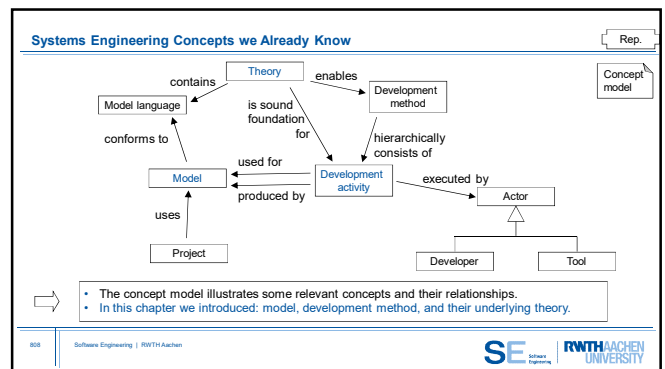 Systems Engineering Concepts we Already Know
Rep.
Concept
model
Theory
contains
enables
Model language
is sound
foundation
for
Development
method
conforms to
hierarchically
consists of
used for
Model
Development
activity
produced by
executed by
Actor
uses
Project
Developer
Tool
• The concept model illustrates some relevant concepts and their relationships.
• In this chapter we introduced: model, development method, and their underlying theory.
808
Software Engineering | RWTH Aachen
SE Software
Engineering
RWTHAACHEN
UNIVERSITY